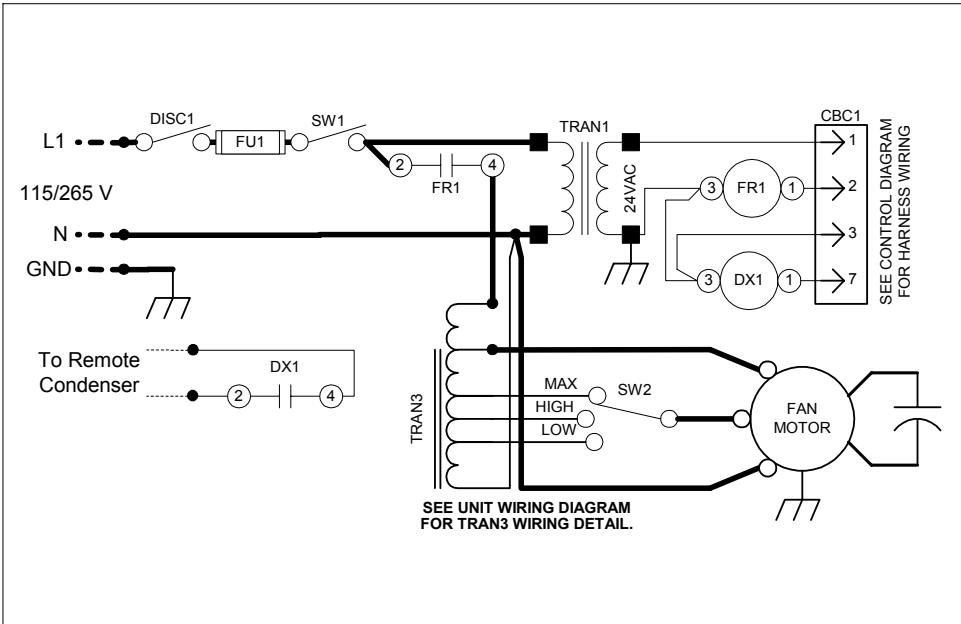 DISC1
FU1
SW1
L1
TRAN1
CBC1
2
4
FR1
24VAC
3
FR1
1
1
2
3
7
SEE CONTROL DIAGRAM
FOR HARNESS WIRING
115/265 V
N
GND
3
DX1
1
To Remote
Condenser
DX1
2
4
TRAN3
MAX
HIGH
LOW
SW2
FAN
MOTOR
SEE UNIT WIRING DIAGRAM
FOR TRAN3 WIRING DETAIL.